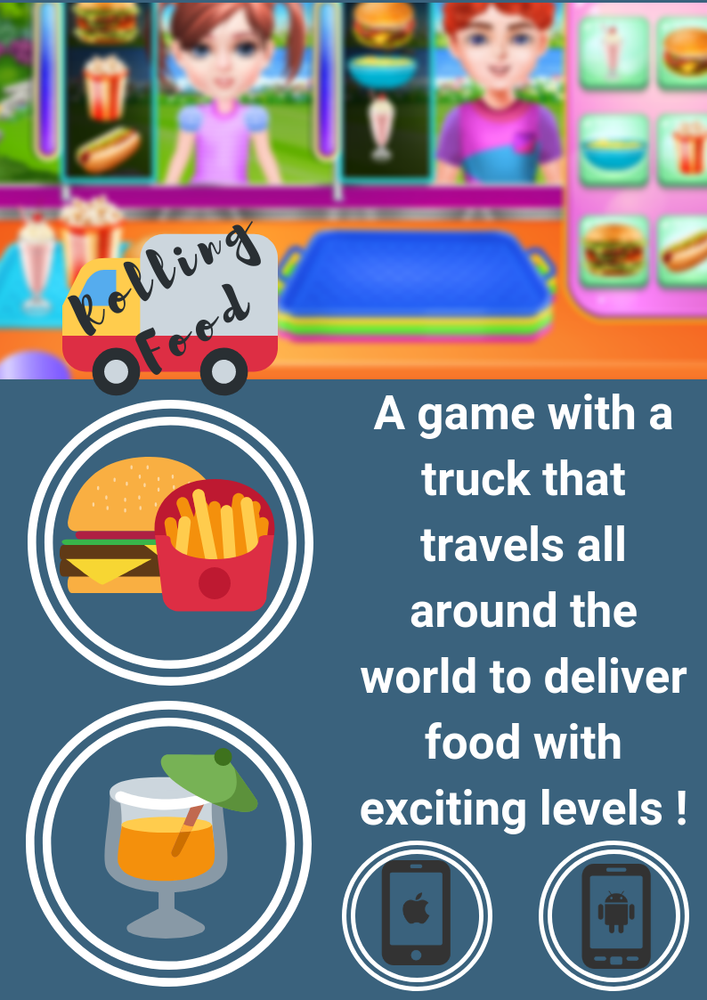 Rolling
Food
A game with a
truck that
travels all
around the
world to deliver
food with
exciting levels !